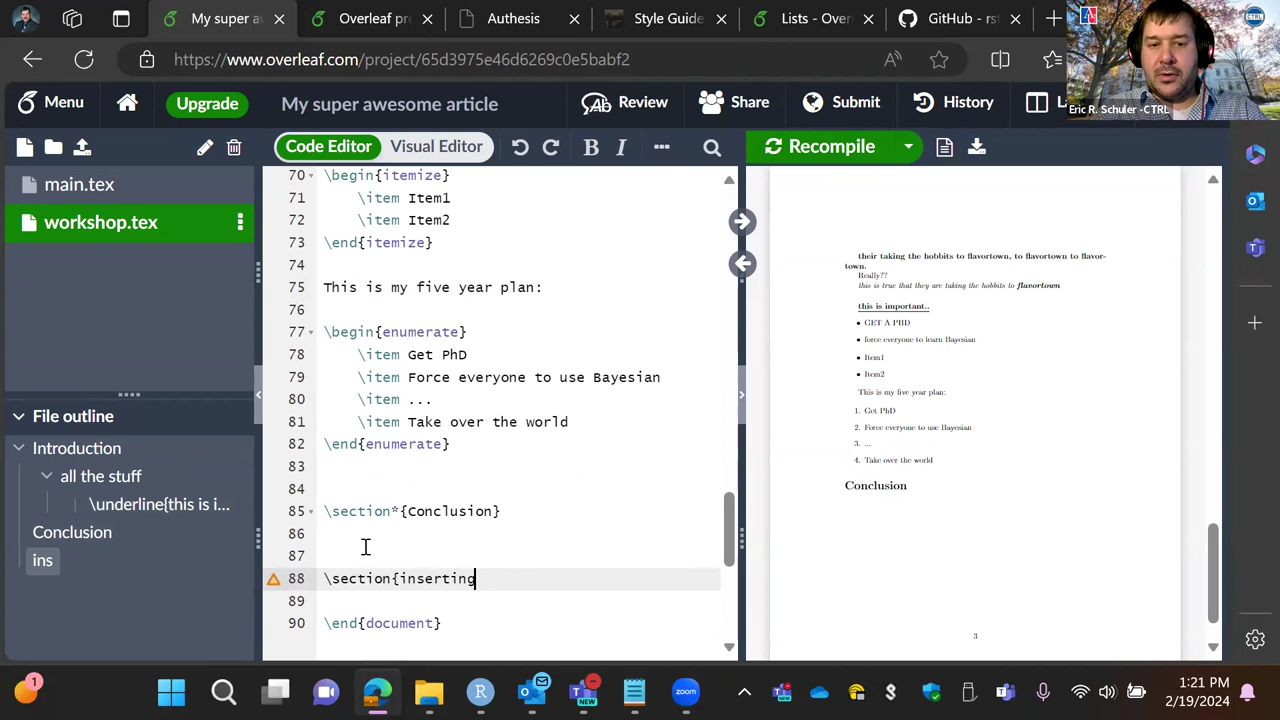 My super a
Overleaf pro
Authesis
Style Guide
Lists - Over
GitHub - rst
https://www.overleaf.com/project/
c0e5babf2
Eric R. Schuler -CTRL
Menu
Upgrade
My super awesome article
Review
Share
Submit
History
Code Editor
Visual Editor
Recompile
main.tex
workshop.tex
File outline
Introduction
all the stuff
\underline{this is i...
Conclusion
ins
70 \begin{itemize}
71 \item Item1
72 \item Item2
73 \end{itemize}
74
75 This is my five year plan:
76
77 \begin{enumerate}
78 \item Get PhD
79 \item Force everyone to use Bayesian
80 \item ...
81 \item Take over the world
82 \end{enumerate}
83
84
85 \section*{Conclusion}
86
87
88 \section{inserting
89
90 \end{document}
their taking the hobbits to flavortown, to flavortown to flavor-
town.
Really??
this is true that they are taking the hobbits to flavortown
this is important..
• GET A PHD
• force everyone to learn Bayesian
• Item1
• Item2
This is my five year plan:
1. Get PhD
2. Force everyone to use Bayesian
3. ...
4. Take over the world
Conclusion
3
1:21 PM
2/19/2024